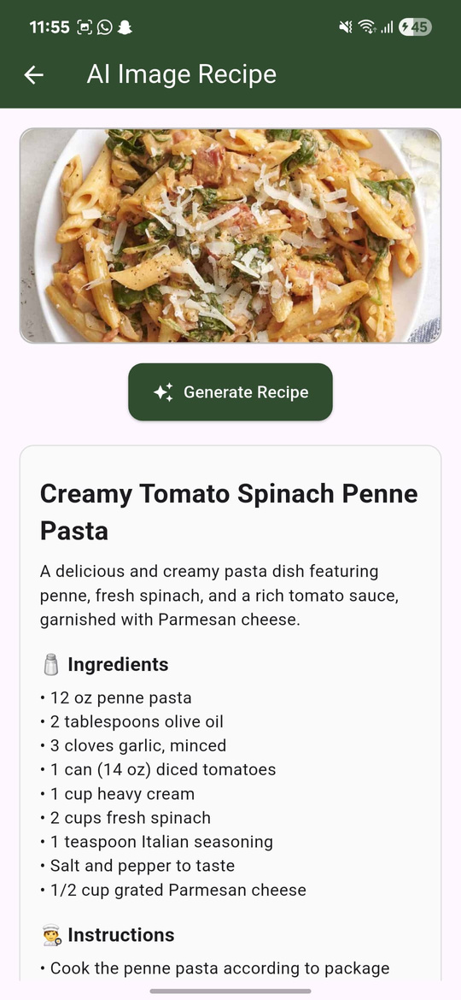 11:55
45
AI Image Recipe
Generate Recipe
Creamy Tomato Spinach Penne
Pasta
A delicious and creamy pasta dish featuring
penne, fresh spinach, and a rich tomato sauce,
garnished with Parmesan cheese.
Ingredients
• 12 oz penne pasta
• 2 tablespoons olive oil
• 3 cloves garlic, minced
• 1 can (14 oz) diced tomatoes
• 1 cup heavy cream
• 2 cups fresh spinach
• 1 teaspoon Italian seasoning
• Salt and pepper to taste
• 1/2 cup grated Parmesan cheese
Instructions
• Cook the penne pasta according to package